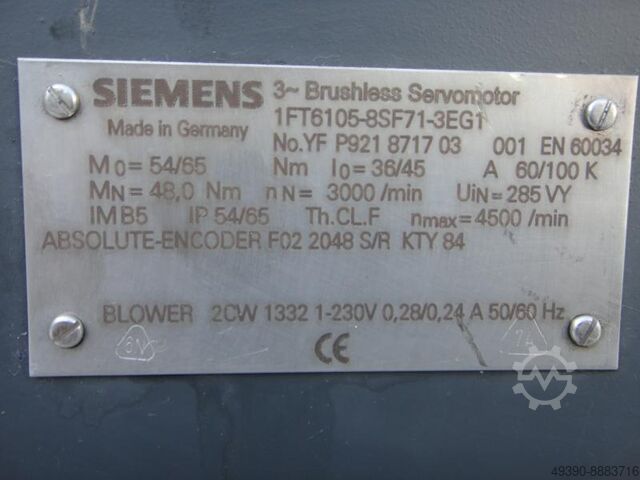 SIEMENS 3~ Brushless Servomotor
1FT6105-8SF71-3EG1
Made in Germany
No.YF P921 8717 03 001 EN 60034
M0 = 54/65 Nm I0 = 36/45 A 60/100 K
MN = 48,0 Nm nN = 3000 /min UiN = 285 VY
IM B5 IP 54/65 Th.CL.F nmax = 4500 /min
ABSOLUTE-ENCODER F02 2048 S/R KTY 84
BLOWER 2CW 1332 1-230V 0,28/0,24 A 50/60 Hz
CE
49390-8883716